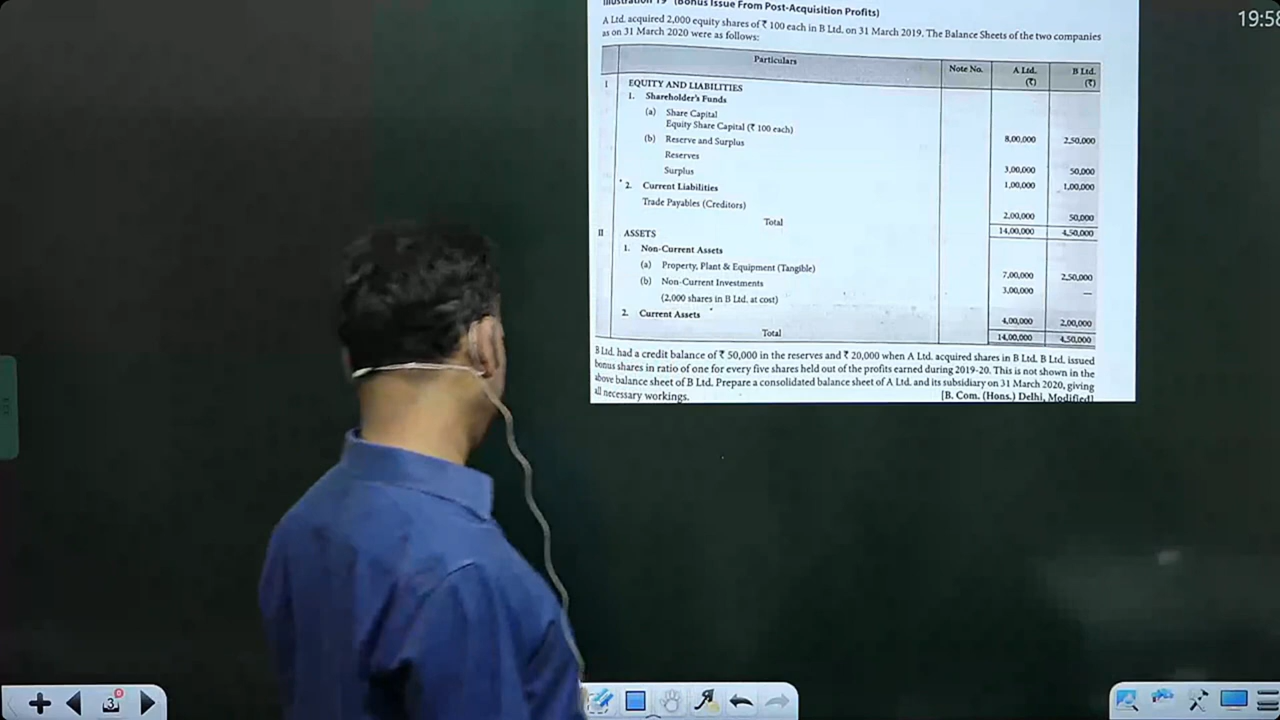 Illustration 19 (Bonus Issue From Post-Acquisition Profits)
19:58
A Ltd. acquired 2,000 equity shares of ₹ 100 each in B Ltd. on 31 March 2019. The Balance Sheets of the two companies
as on 31 March 2020 were as follows:
Particulars Note No. A Ltd. (₹) B Ltd. (₹)
I EQUITY AND LIABILITIES
1. Shareholder's Funds
(a) Share Capital
Equity Share Capital (₹ 100 each) 8,00,000 2,50,000
(b) Reserve and Surplus
Reserves 3,00,000 50,000
Surplus 1,00,000 1,00,000
2. Current Liabilities
Trade Payables (Creditors) 2,00,000 50,000
Total 14,00,000 4,50,000
II ASSETS
1. Non-Current Assets
(a) Property, Plant & Equipment (Tangible) 7,00,000 2,50,000
(b) Non-Current Investments 3,00,000 —
(2,000 shares in B Ltd. at cost)
2. Current Assets 4,00,000 2,00,000
Total 14,00,000 4,50,000
B Ltd. had a credit balance of ₹ 50,000 in the reserves and ₹ 20,000 when A Ltd. acquired shares in B Ltd. B Ltd. issued
bonus shares in ratio of one for every five shares held out of the profits earned during 2019-20. This is not shown in the
above balance sheet of B Ltd. Prepare a consolidated balance sheet of A Ltd. and its subsidiary on 31 March 2020, giving
all necessary workings. [B. Com. (Hons.) Delhi, Modified]
3
0